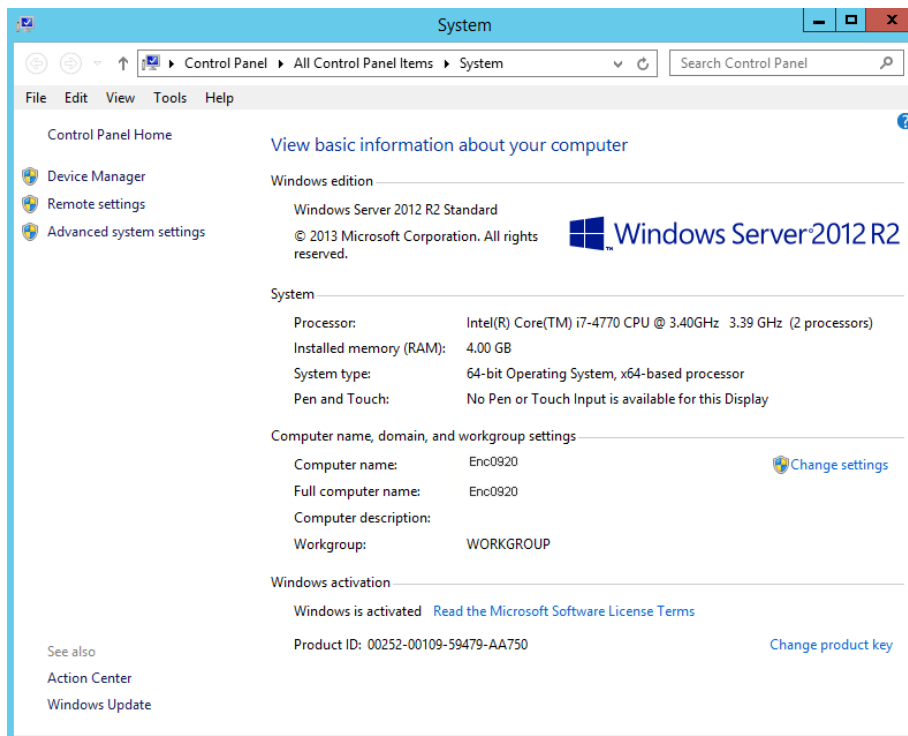 System
Control Panel ▸ All Control Panel Items ▸ System
Search Control Panel
File Edit View Tools Help
Control Panel Home
Device Manager
Remote settings
Advanced system settings
See also
Action Center
Windows Update
View basic information about your computer
Windows edition
Windows Server 2012 R2 Standard
© 2013 Microsoft Corporation. All rights
reserved.
Windows Server 2012 R2
System
Processor: Intel(R) Core(TM) i7-4770 CPU @ 3.40GHz 3.39 GHz (2 processors)
Installed memory (RAM): 4.00 GB
System type: 64-bit Operating System, x64-based processor
Pen and Touch: No Pen or Touch Input is available for this Display
Computer name, domain, and workgroup settings
Computer name: Enc0920
Change settings
Full computer name: Enc0920
Computer description:
Workgroup: WORKGROUP
Windows activation
Windows is activated Read the Microsoft Software License Terms
Product ID: 00252-00109-59479-AA750
Change product key